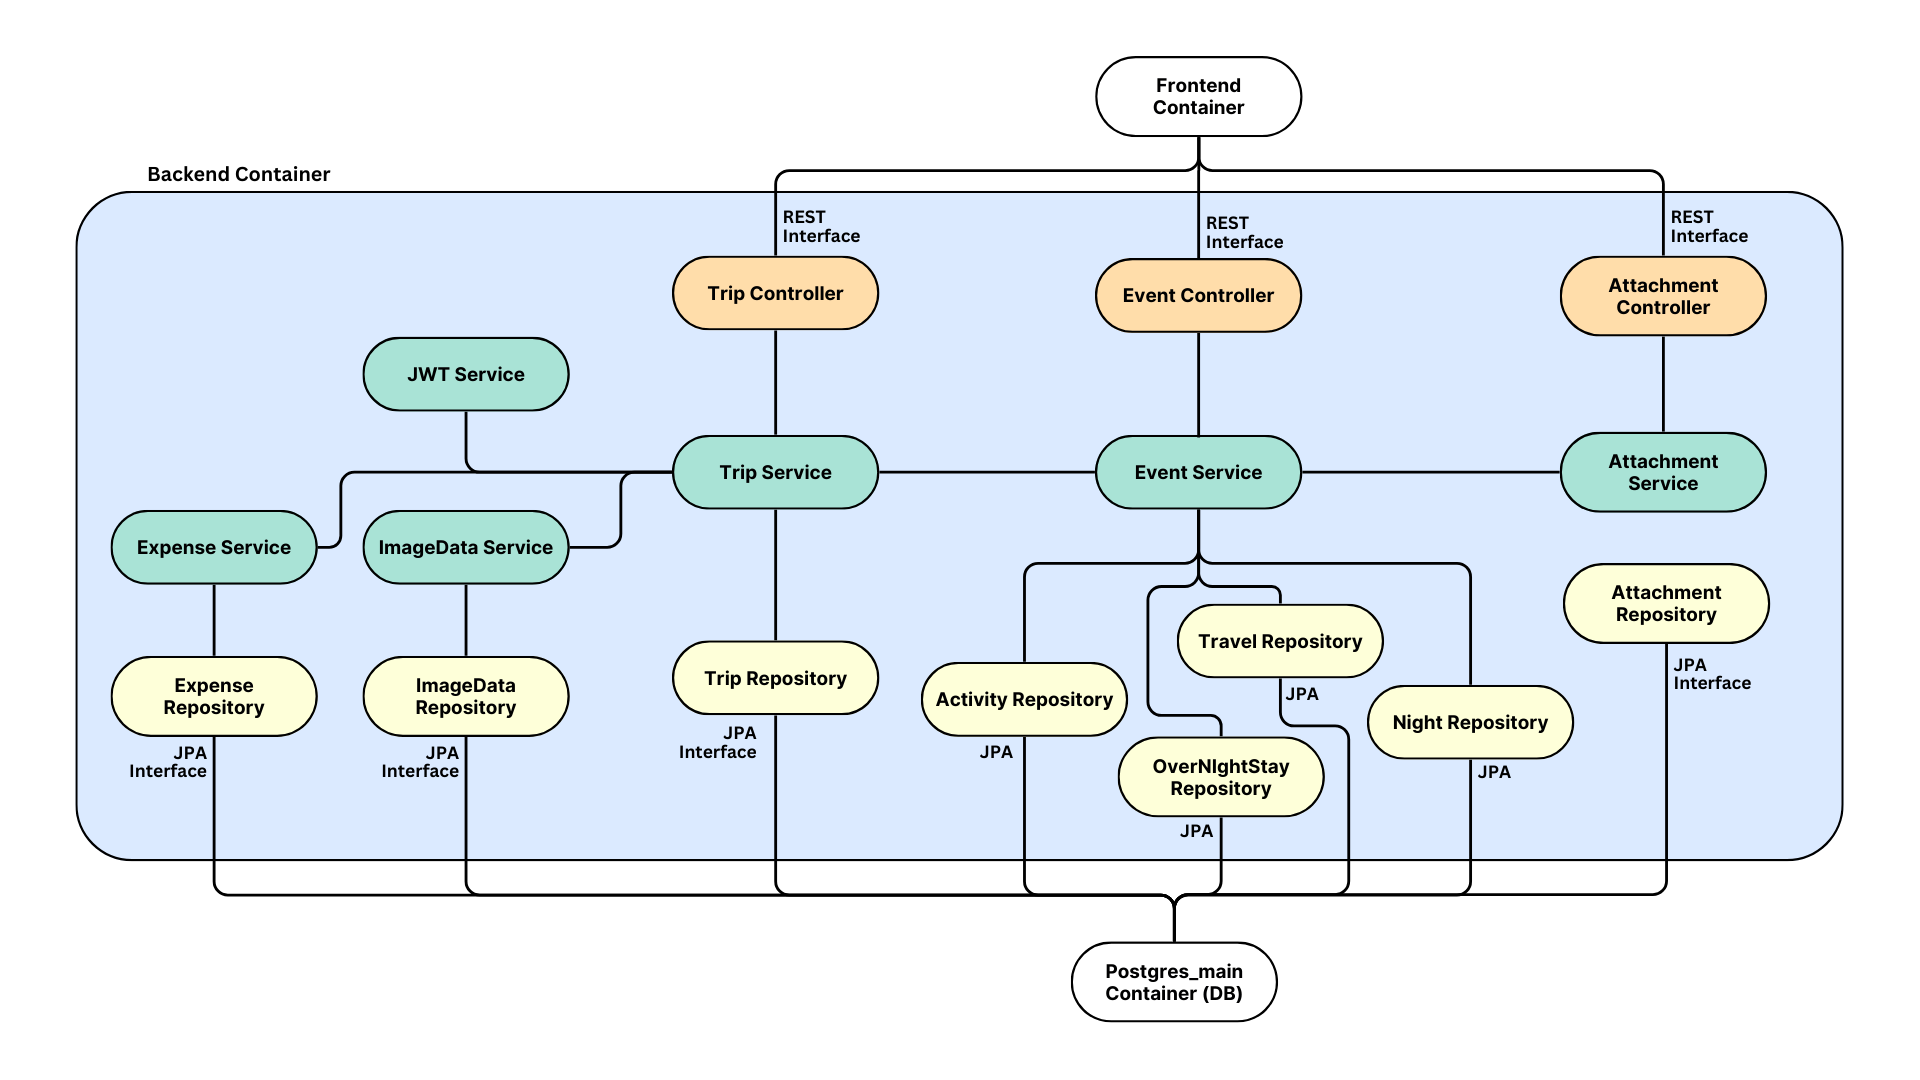 Frontend
Container
Backend Container
REST
Interface
REST
Interface
REST
Interface
Trip Controller
Event Controller
Attachment
Controller
JWT Service
Trip Service
Event Service
Attachment
Service
Expense Service
ImageData Service
Attachment
Repository
Travel Repository
Expense
Repository
ImageData
Repository
Trip Repository
Activity Repository
Night Repository
JPA
JPA
Interface
JPA
Interface
JPA
Interface
JPA
Interface
JPA
OverNIghtStay
Repository
JPA
JPA
Postgres_main
Container (DB)